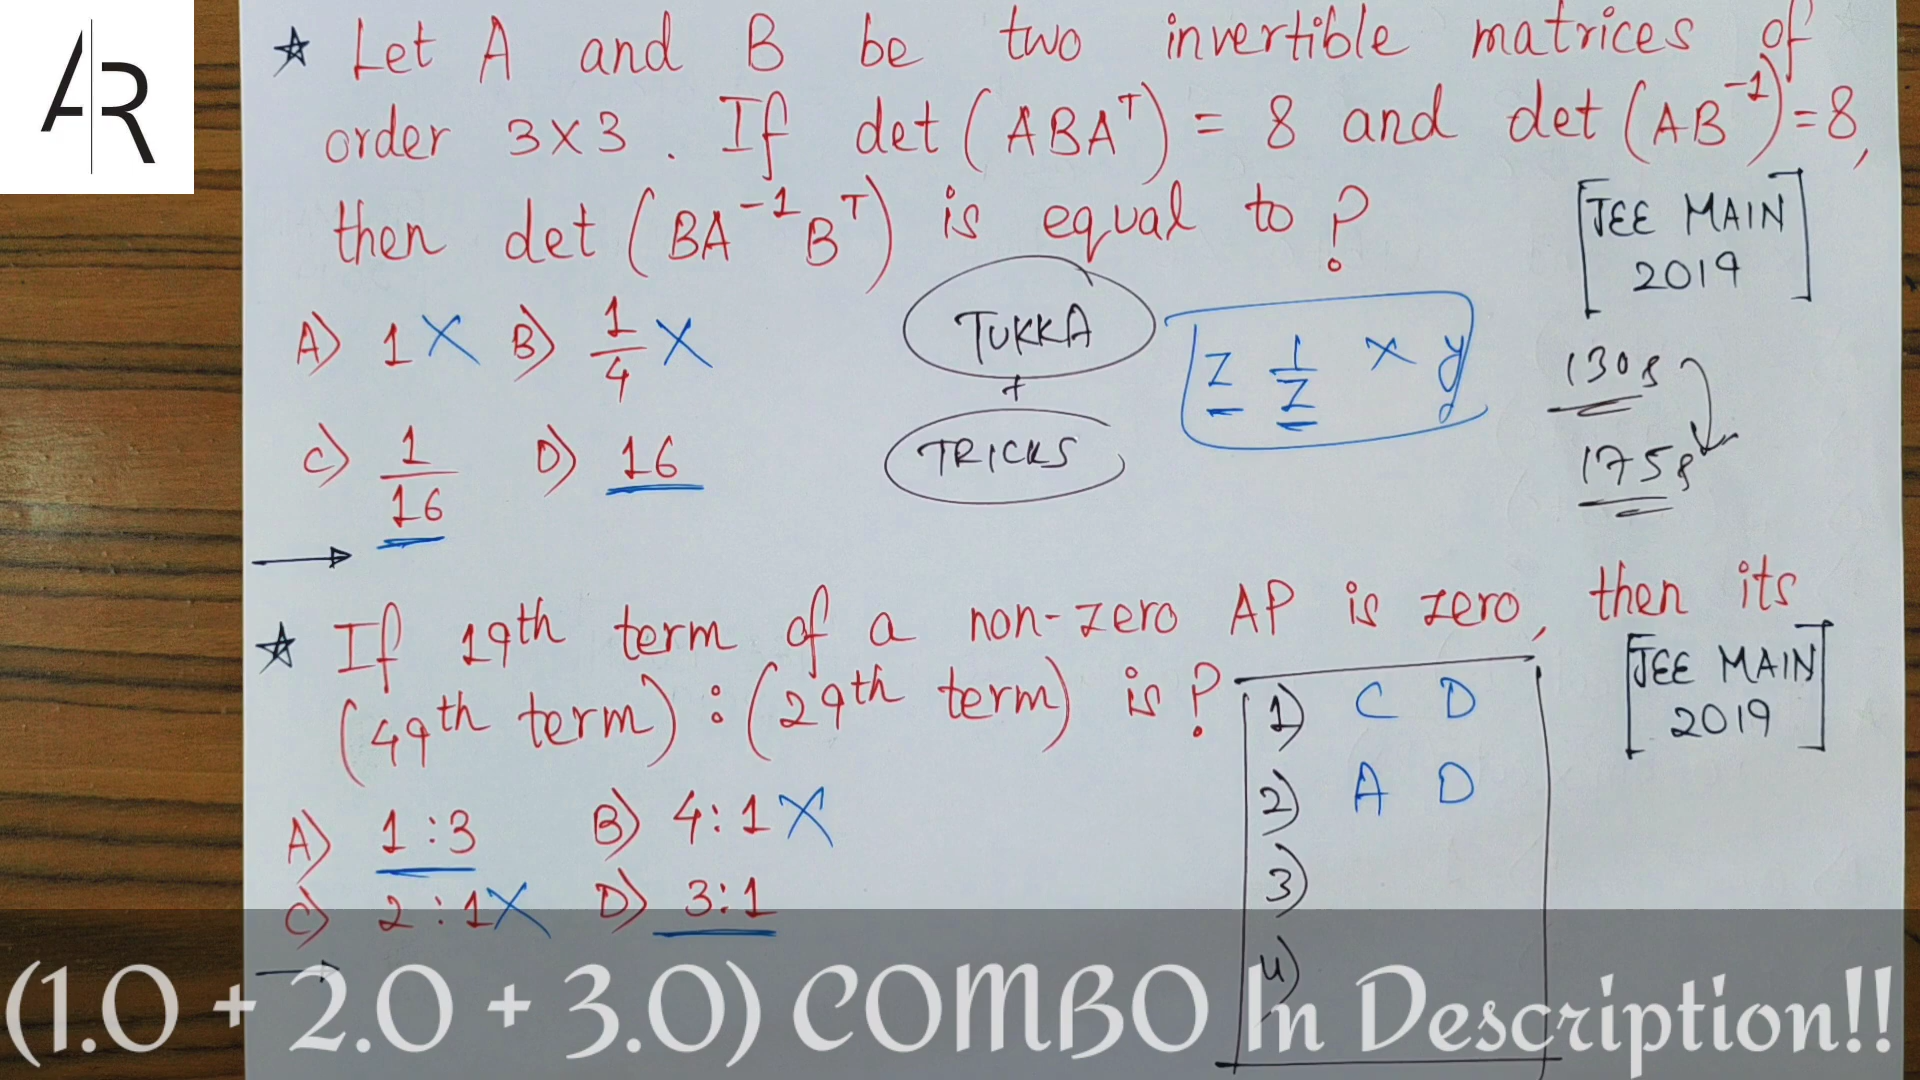 AR
☆ Let A and B be two invertible matrices of
order 3×3. If det (ABAᵀ) = 8 and det (AB⁻¹) = 8,
then det (BA⁻¹Bᵀ) is equal to?
[JEE MAIN
2019]
A) 1 X B) 1/4 X
C) 1/16 D) 16
TUKKA
+
TRICKS
z 1/z x y
130s
175s
☆ If 19th term of a non-zero AP is zero, then its
(49th term) : (29th term) is?
[JEE MAIN
2019]
A) 1:3 B) 4:1 X
C) 2:1 X D) 3:1
1) C D
2) A D
3)
4)
(1.0 + 2.0 + 3.0) COMBO In Description!!